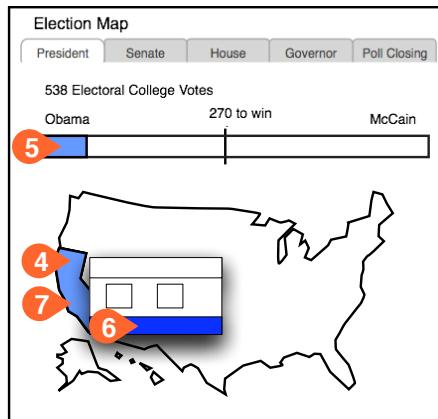 Election Map
President Senate House Governor Poll Closing
538 Electoral College Votes
Obama 270 to win McCain
5
4
7
6